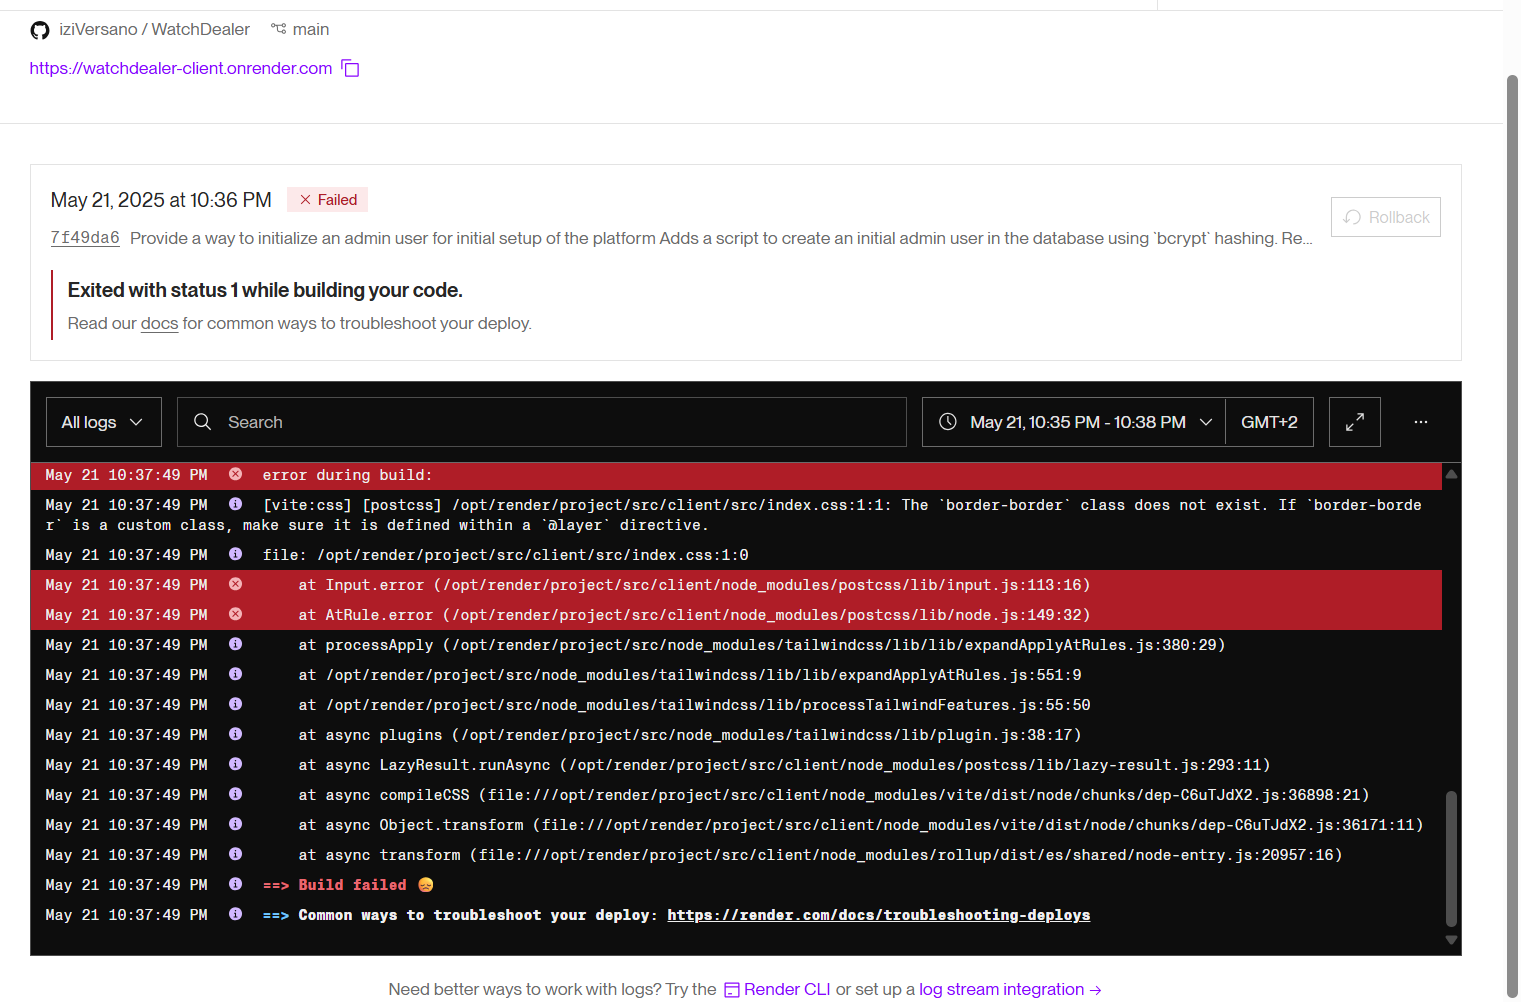 iziVersano / WatchDealer main
https://watchdealer-client.onrender.com
May 21, 2025 at 10:36 PM Failed
Rollback
7f49da6 Provide a way to initialize an admin user for initial setup of the platform Adds a script to create an initial admin user in the database using `bcrypt` hashing. Re...
Exited with status 1 while building your code.
Read our docs for common ways to troubleshoot your deploy.
All logs Search May 21, 10:35 PM - 10:38 PM GMT+2 ...
May 21 10:37:49 PM error during build:
May 21 10:37:49 PM [vite:css] [postcss] /opt/render/project/src/client/src/index.css:1:1: The `border-border` class does not exist. If `border-borde
r` is a custom class, make sure it is defined within a `@layer` directive.
May 21 10:37:49 PM file: /opt/render/project/src/client/src/index.css:1:0
May 21 10:37:49 PM at Input.error (/opt/render/project/src/client/node_modules/postcss/lib/input.js:113:16)
May 21 10:37:49 PM at AtRule.error (/opt/render/project/src/client/node_modules/postcss/lib/node.js:149:32)
May 21 10:37:49 PM at processApply (/opt/render/project/src/node_modules/tailwindcss/lib/lib/expandApplyAtRules.js:380:29)
May 21 10:37:49 PM at /opt/render/project/src/node_modules/tailwindcss/lib/lib/expandApplyAtRules.js:551:9
May 21 10:37:49 PM at /opt/render/project/src/node_modules/tailwindcss/lib/processTailwindFeatures.js:55:50
May 21 10:37:49 PM at async plugins (/opt/render/project/src/node_modules/tailwindcss/lib/plugin.js:38:17)
May 21 10:37:49 PM at async LazyResult.runAsync (/opt/render/project/src/client/node_modules/postcss/lib/lazy-result.js:293:11)
May 21 10:37:49 PM at async compileCSS (file:///opt/render/project/src/client/node_modules/vite/dist/node/chunks/dep-C6uTJdX2.js:36898:21)
May 21 10:37:49 PM at async Object.transform (file:///opt/render/project/src/client/node_modules/vite/dist/node/chunks/dep-C6uTJdX2.js:36171:11)
May 21 10:37:49 PM at async transform (file:///opt/render/project/src/client/node_modules/rollup/dist/es/shared/node-entry.js:20957:16)
May 21 10:37:49 PM ==> Build failed 😞
May 21 10:37:49 PM ==> Common ways to troubleshoot your deploy: https://render.com/docs/troubleshooting-deploys
Need better ways to work with logs? Try the Render CLI or set up a log stream integration →